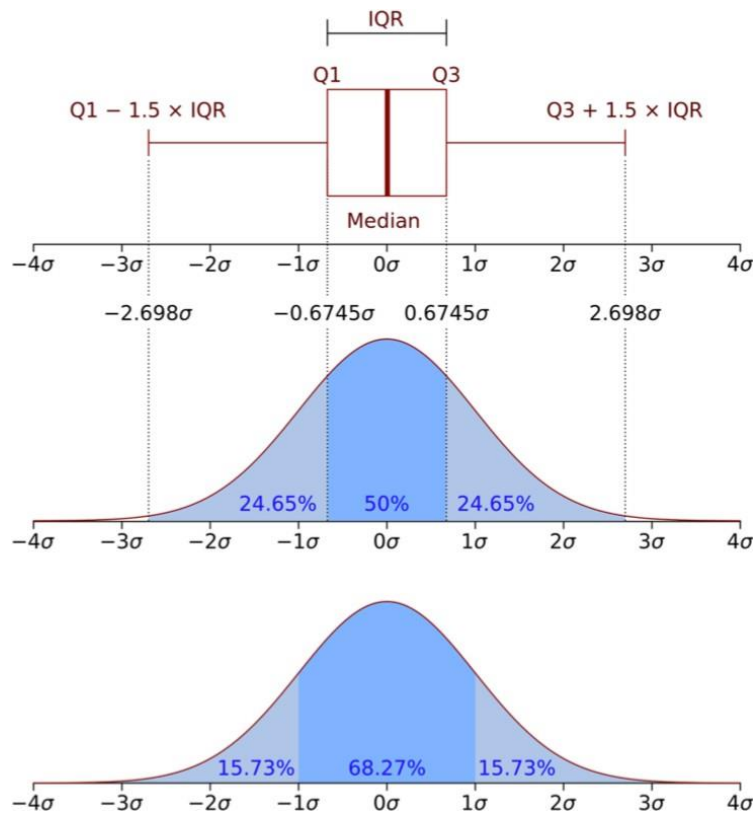 IQR
Q1 Q3
Q1 − 1.5 × IQR Q3 + 1.5 × IQR
Median
−4σ −3σ −2σ −1σ 0σ 1σ 2σ 3σ 4σ
−2.698σ −0.6745σ 0.6745σ 2.698σ
24.65% 50% 24.65%
−4σ −3σ −2σ −1σ 0σ 1σ 2σ 3σ 4σ
15.73% 68.27% 15.73%
−4σ −3σ −2σ −1σ 0σ 1σ 2σ 3σ 4σ